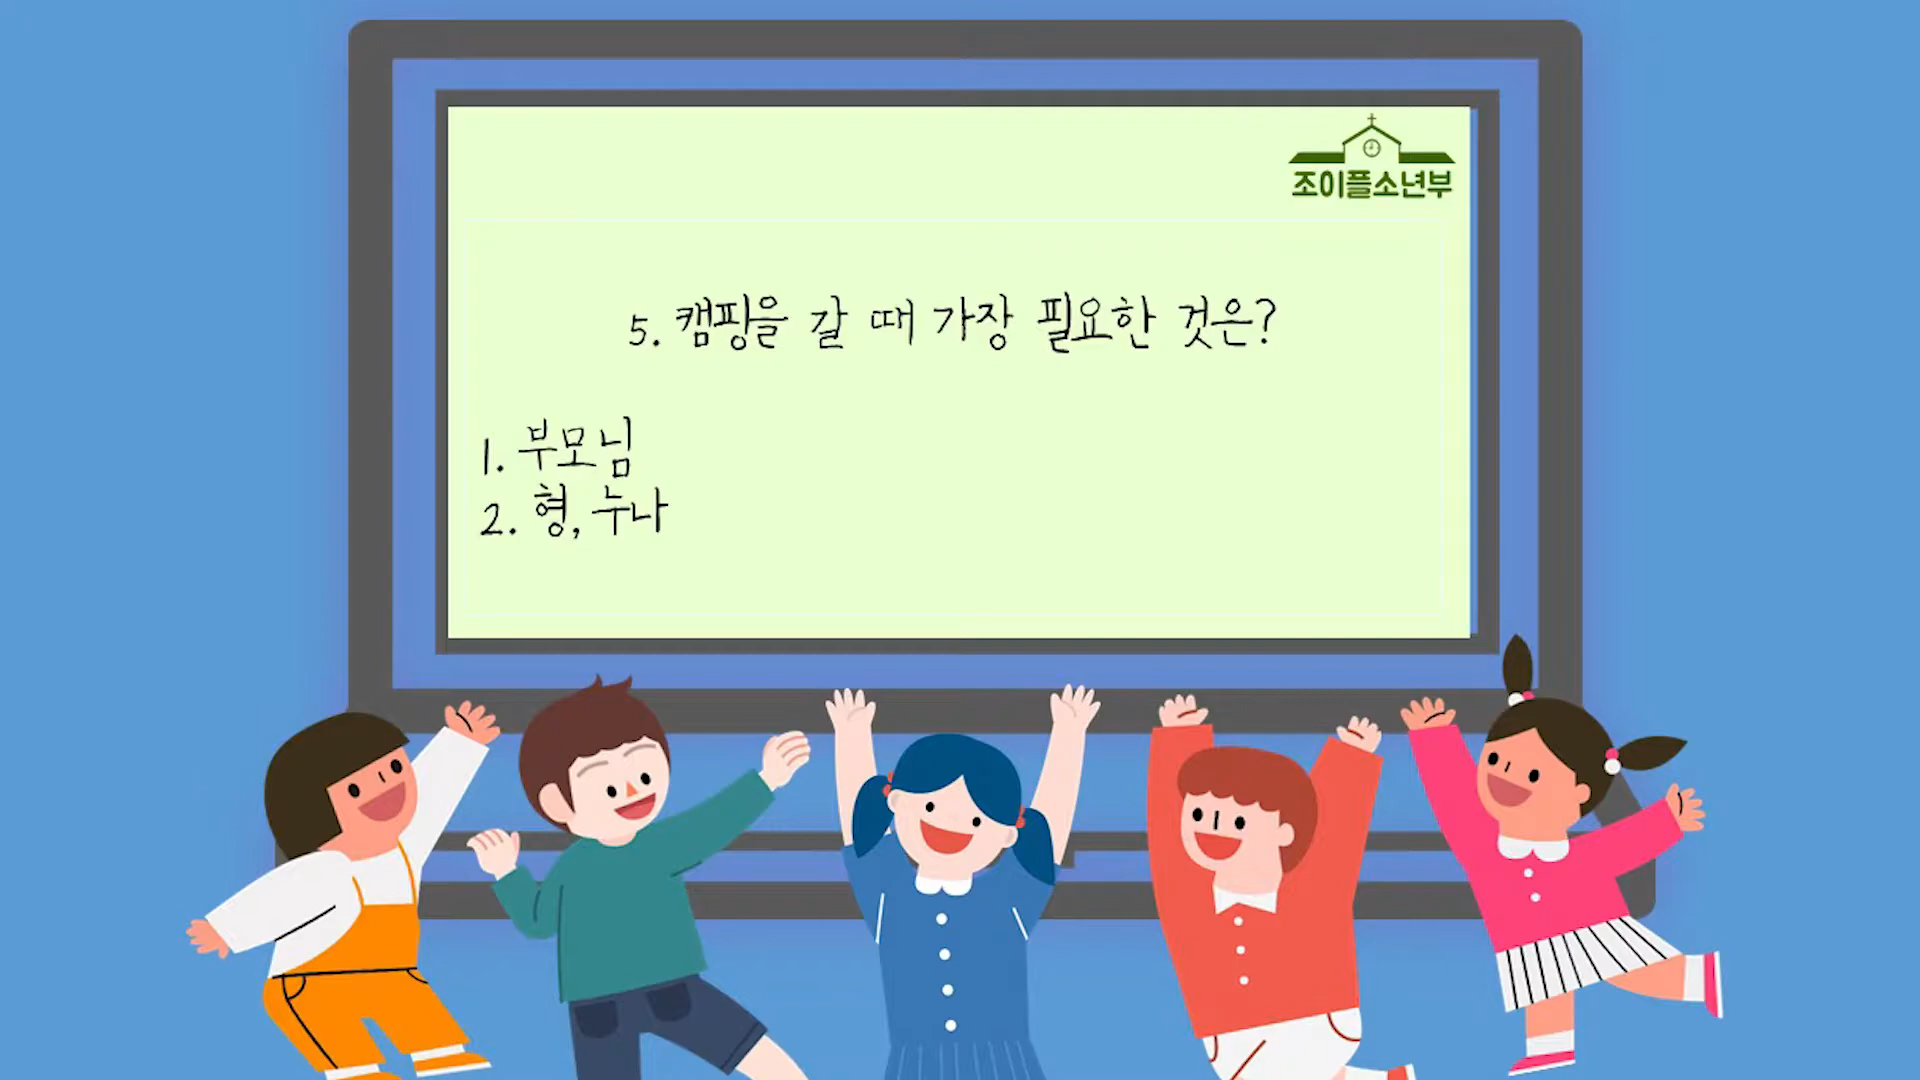 조이플소년부
5. 캠핑을 갈 때 가장 필요한 것은?
1. 부모님
2. 형, 누나